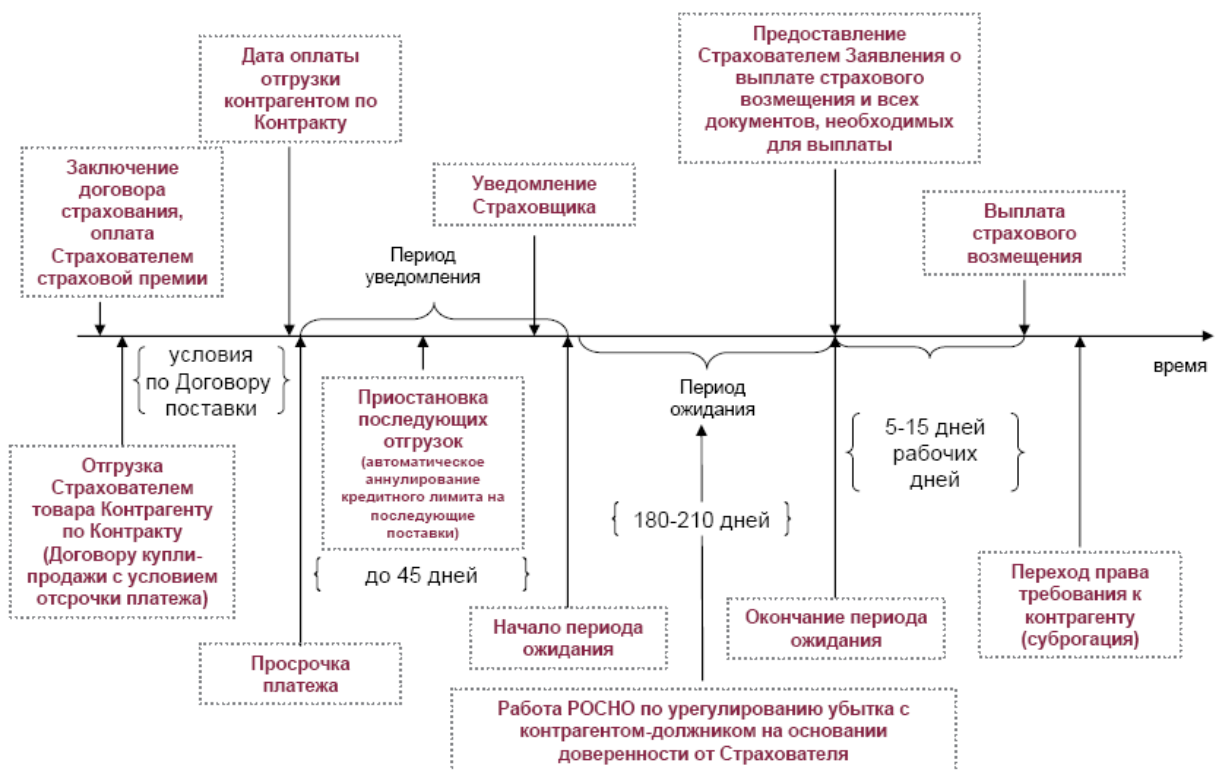 Заключение
договора
страхования,
оплата
Страхователем
страховой премии
Дата оплаты
отгрузки
контрагентом по
Контракту
Период
уведомления
Уведомление
Страховщика
Предоставление
Страхователем Заявления о
выплате страхового
возмещения и всех
документов, необходимых
для выплаты
Выплата
страхового
возмещения
время
условия
по Договору
поставки
Отгрузка
Страхователем
товара Контрагенту
по Контракту
(Договору купли-
продажи с условием
отсрочки платежа)
Просрочка
платежа
Приостановка
последующих
отгрузок
(автоматическое
аннулирование
кредитного лимита на
последующие
поставки)
до 45 дней
Начало периода
ожидания
Период
ожидания
180-210 дней
Работа РОСНО по урегулированию убытка с
контрагентом-должником на основании
доверенности от Страхователя
Окончание периода
ожидания
5-15 дней
рабочих
дней
Переход права
требования к
контрагенту
(суброгация)